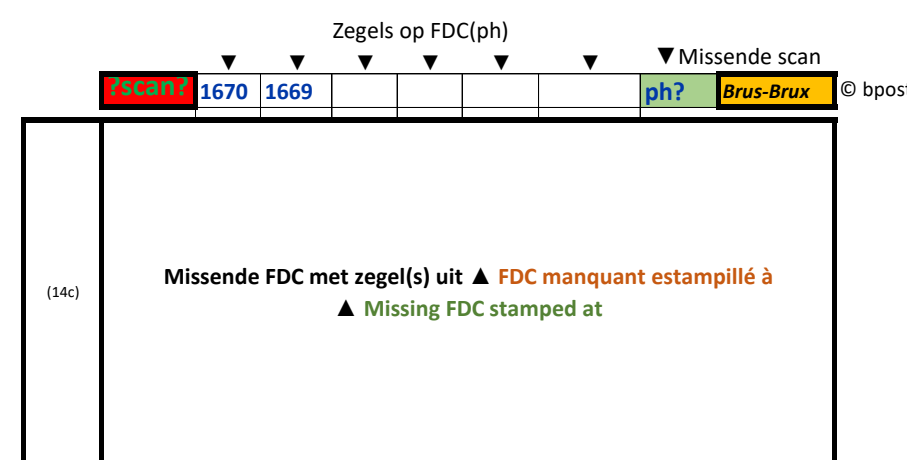 Zegels op FDC(ph)
▼ ▼ ▼ ▼ ▼ ▼ ▼Missende scan
?scan? 1670 1669 ph? Brus-Brux © bpost
(14c)
Missende FDC met zegel(s) uit ▲ FDC manquant estampillé à
▲ Missing FDC stamped at